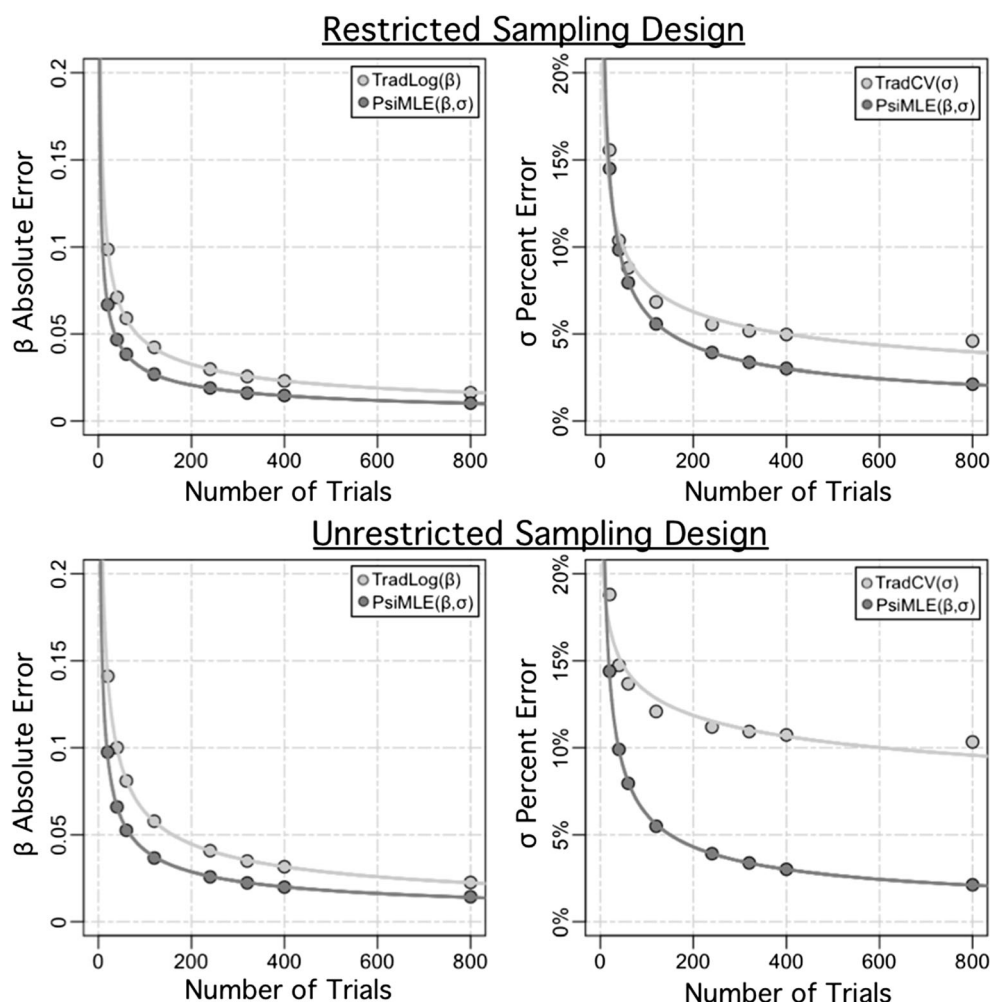 Restricted Sampling Design
β Absolute Error
0.2
0.15
0.1
0.05
0
TradLog(β)
PsiMLE(β,σ)
0 200 400 600 800
Number of Trials
σ Percent Error
20%
15%
10%
5%
0%
TradCV(σ)
PsiMLE(β,σ)
0 200 400 600 800
Number of Trials
Unrestricted Sampling Design
β Absolute Error
0.2
0.15
0.1
0.05
0
TradLog(β)
PsiMLE(β,σ)
0 200 400 600 800
Number of Trials
σ Percent Error
20%
15%
10%
5%
0%
TradCV(σ)
PsiMLE(β,σ)
0 200 400 600 800
Number of Trials